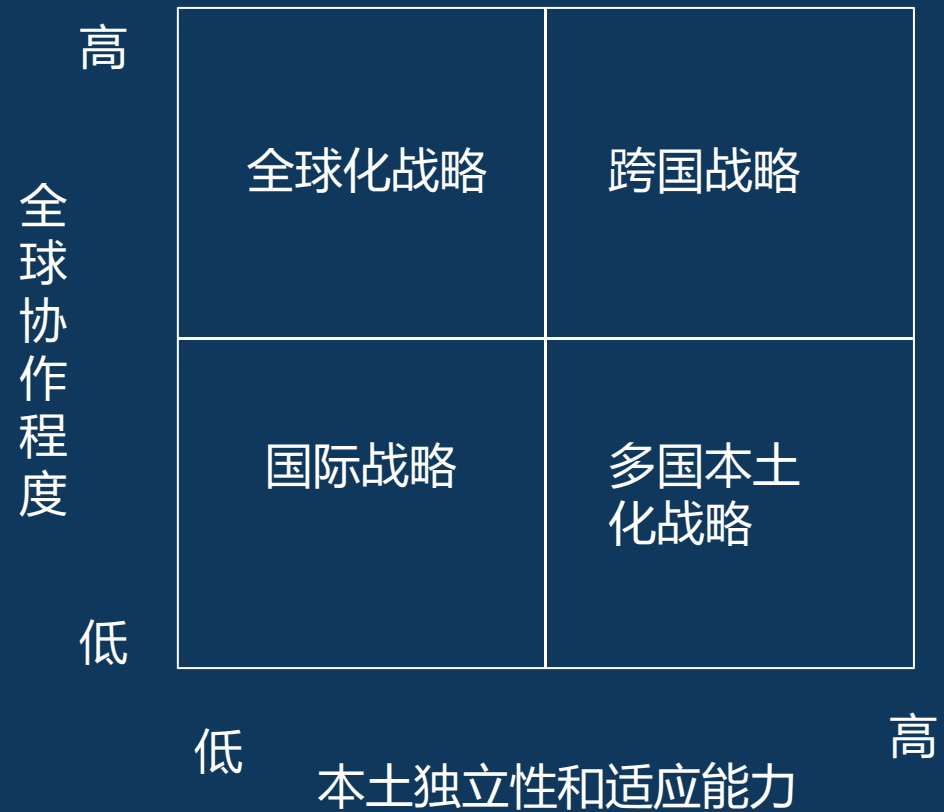 高
全球协作程度
全球化战略
跨国战略
国际战略
多国本土
化战略
低
低
高
本土独立性和适应能力